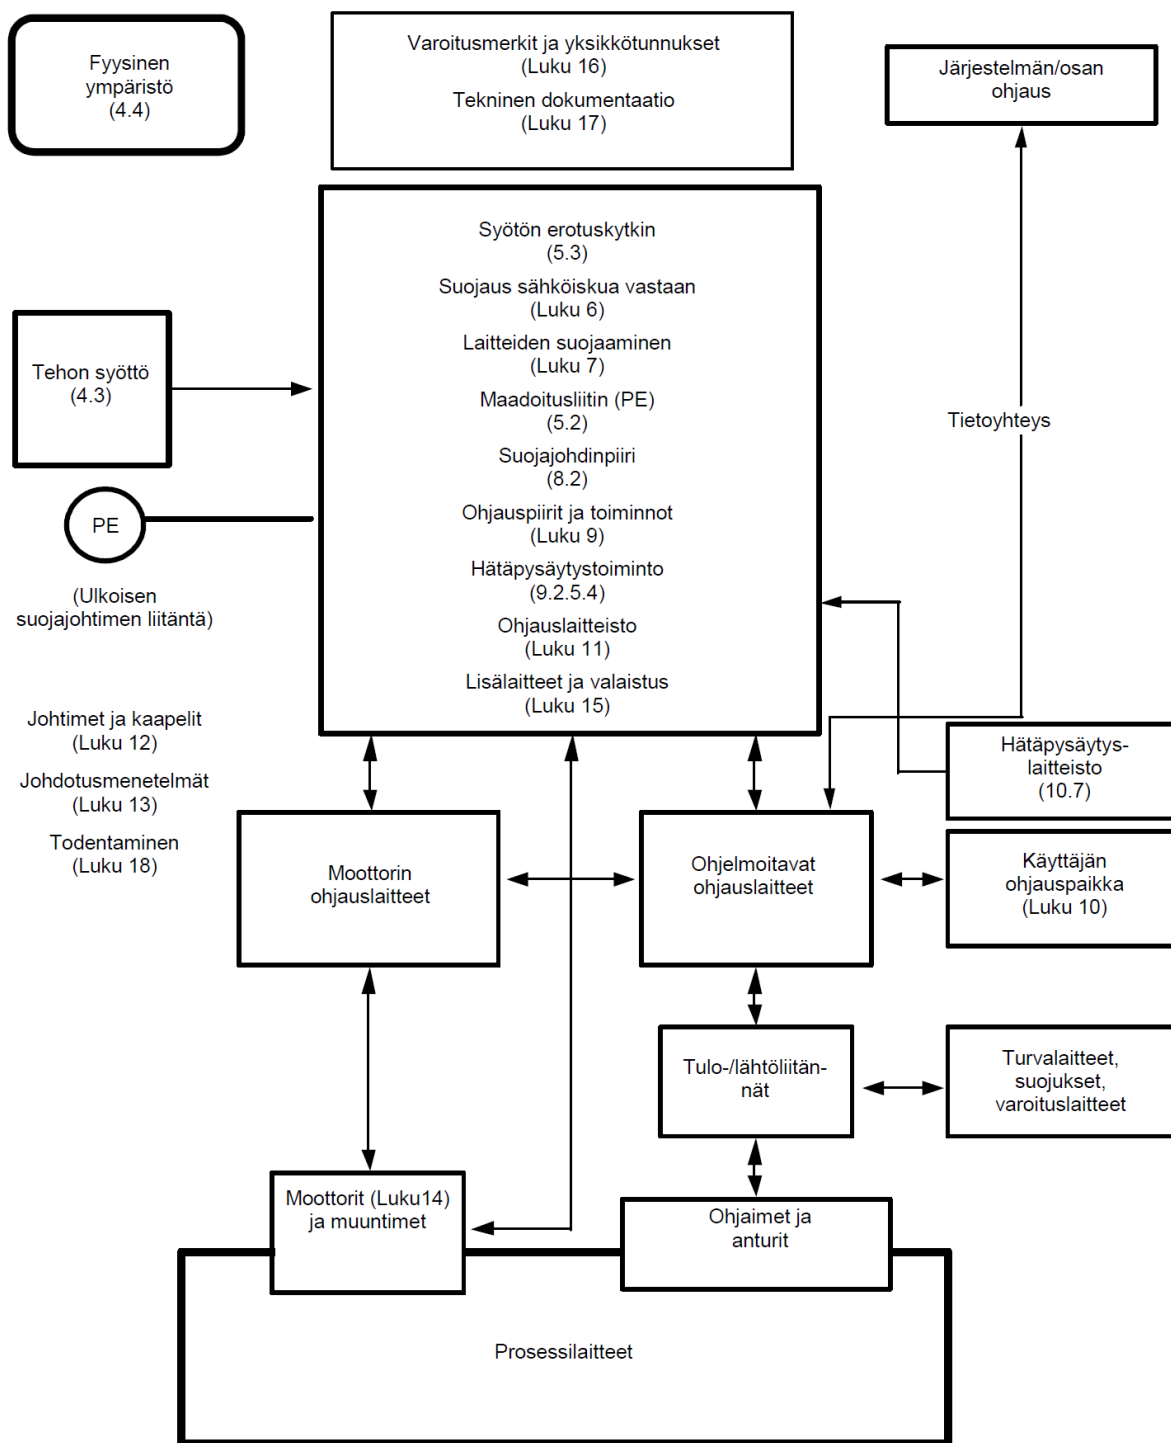 Fyysinen
ympäristö
(4.4)
Varoitusmerkit ja yksikkötunnukset
(Luku 16)
Tekninen dokumentaatio
(Luku 17)
Järjestelmän/osan
ohjaus
Syötön erotuskytkin
(5.3)
Suojaus sähköiskua vastaan
(Luku 6)
Laitteiden suojaaminen
(Luku 7)
Maadoitusliitin (PE)
(5.2)
Suojajohdinpiiri
(8.2)
Ohjauspiirit ja toiminnot
(Luku 9)
Hätäpysäytystoiminto
(9.2.5.4)
Ohjauslaitteisto
(Luku 11)
Lisälaitteet ja valaistus
(Luku 15)
Tehon syöttö
(4.3)
Tietoyhteys
PE
(Ulkoisen
suojajohtimen liitäntä)
Johtimet ja kaapelit
(Luku 12)
Johdotusmenetelmät
(Luku 13)
Todentaminen
(Luku 18)
Hätäpysäytys-
laitteisto
(10.7)
Moottorin
ohjauslaitteet
Ohjelmoitavat
ohjauslaitteet
Käyttäjän
ohjauspaikka
(Luku 10)
Tulo-/lähtöliitän-
nät
Turvalaitteet,
suojukset,
varoituslaitteet
Moottorit (Luku14)
ja muuntimet
Ohjaimet ja
anturit
Prosessilaitteet